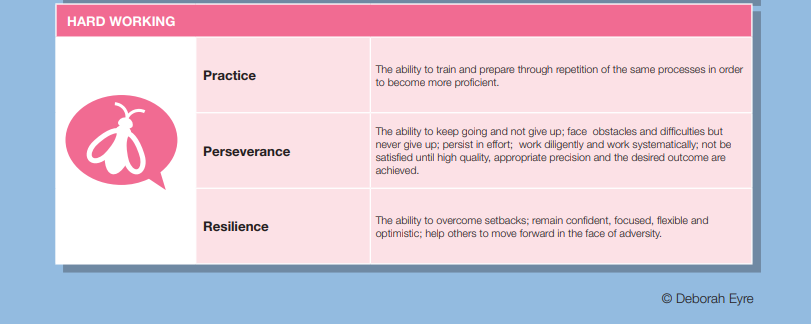 HARD WORKING
Practice
The ability to train and prepare through repetition of the same processes in order
to become more proficient.
Perseverance
The ability to keep going and not give up; face obstacles and difficulties but
never give up; persist in effort; work diligently and work systematically; not be
satisfied until high quality, appropriate precision and the desired outcome are
achieved.
Resilience
The ability to overcome setbacks; remain confident, focused, flexible and
optimistic; help others to move forward in the face of adversity.
© Deborah Eyre